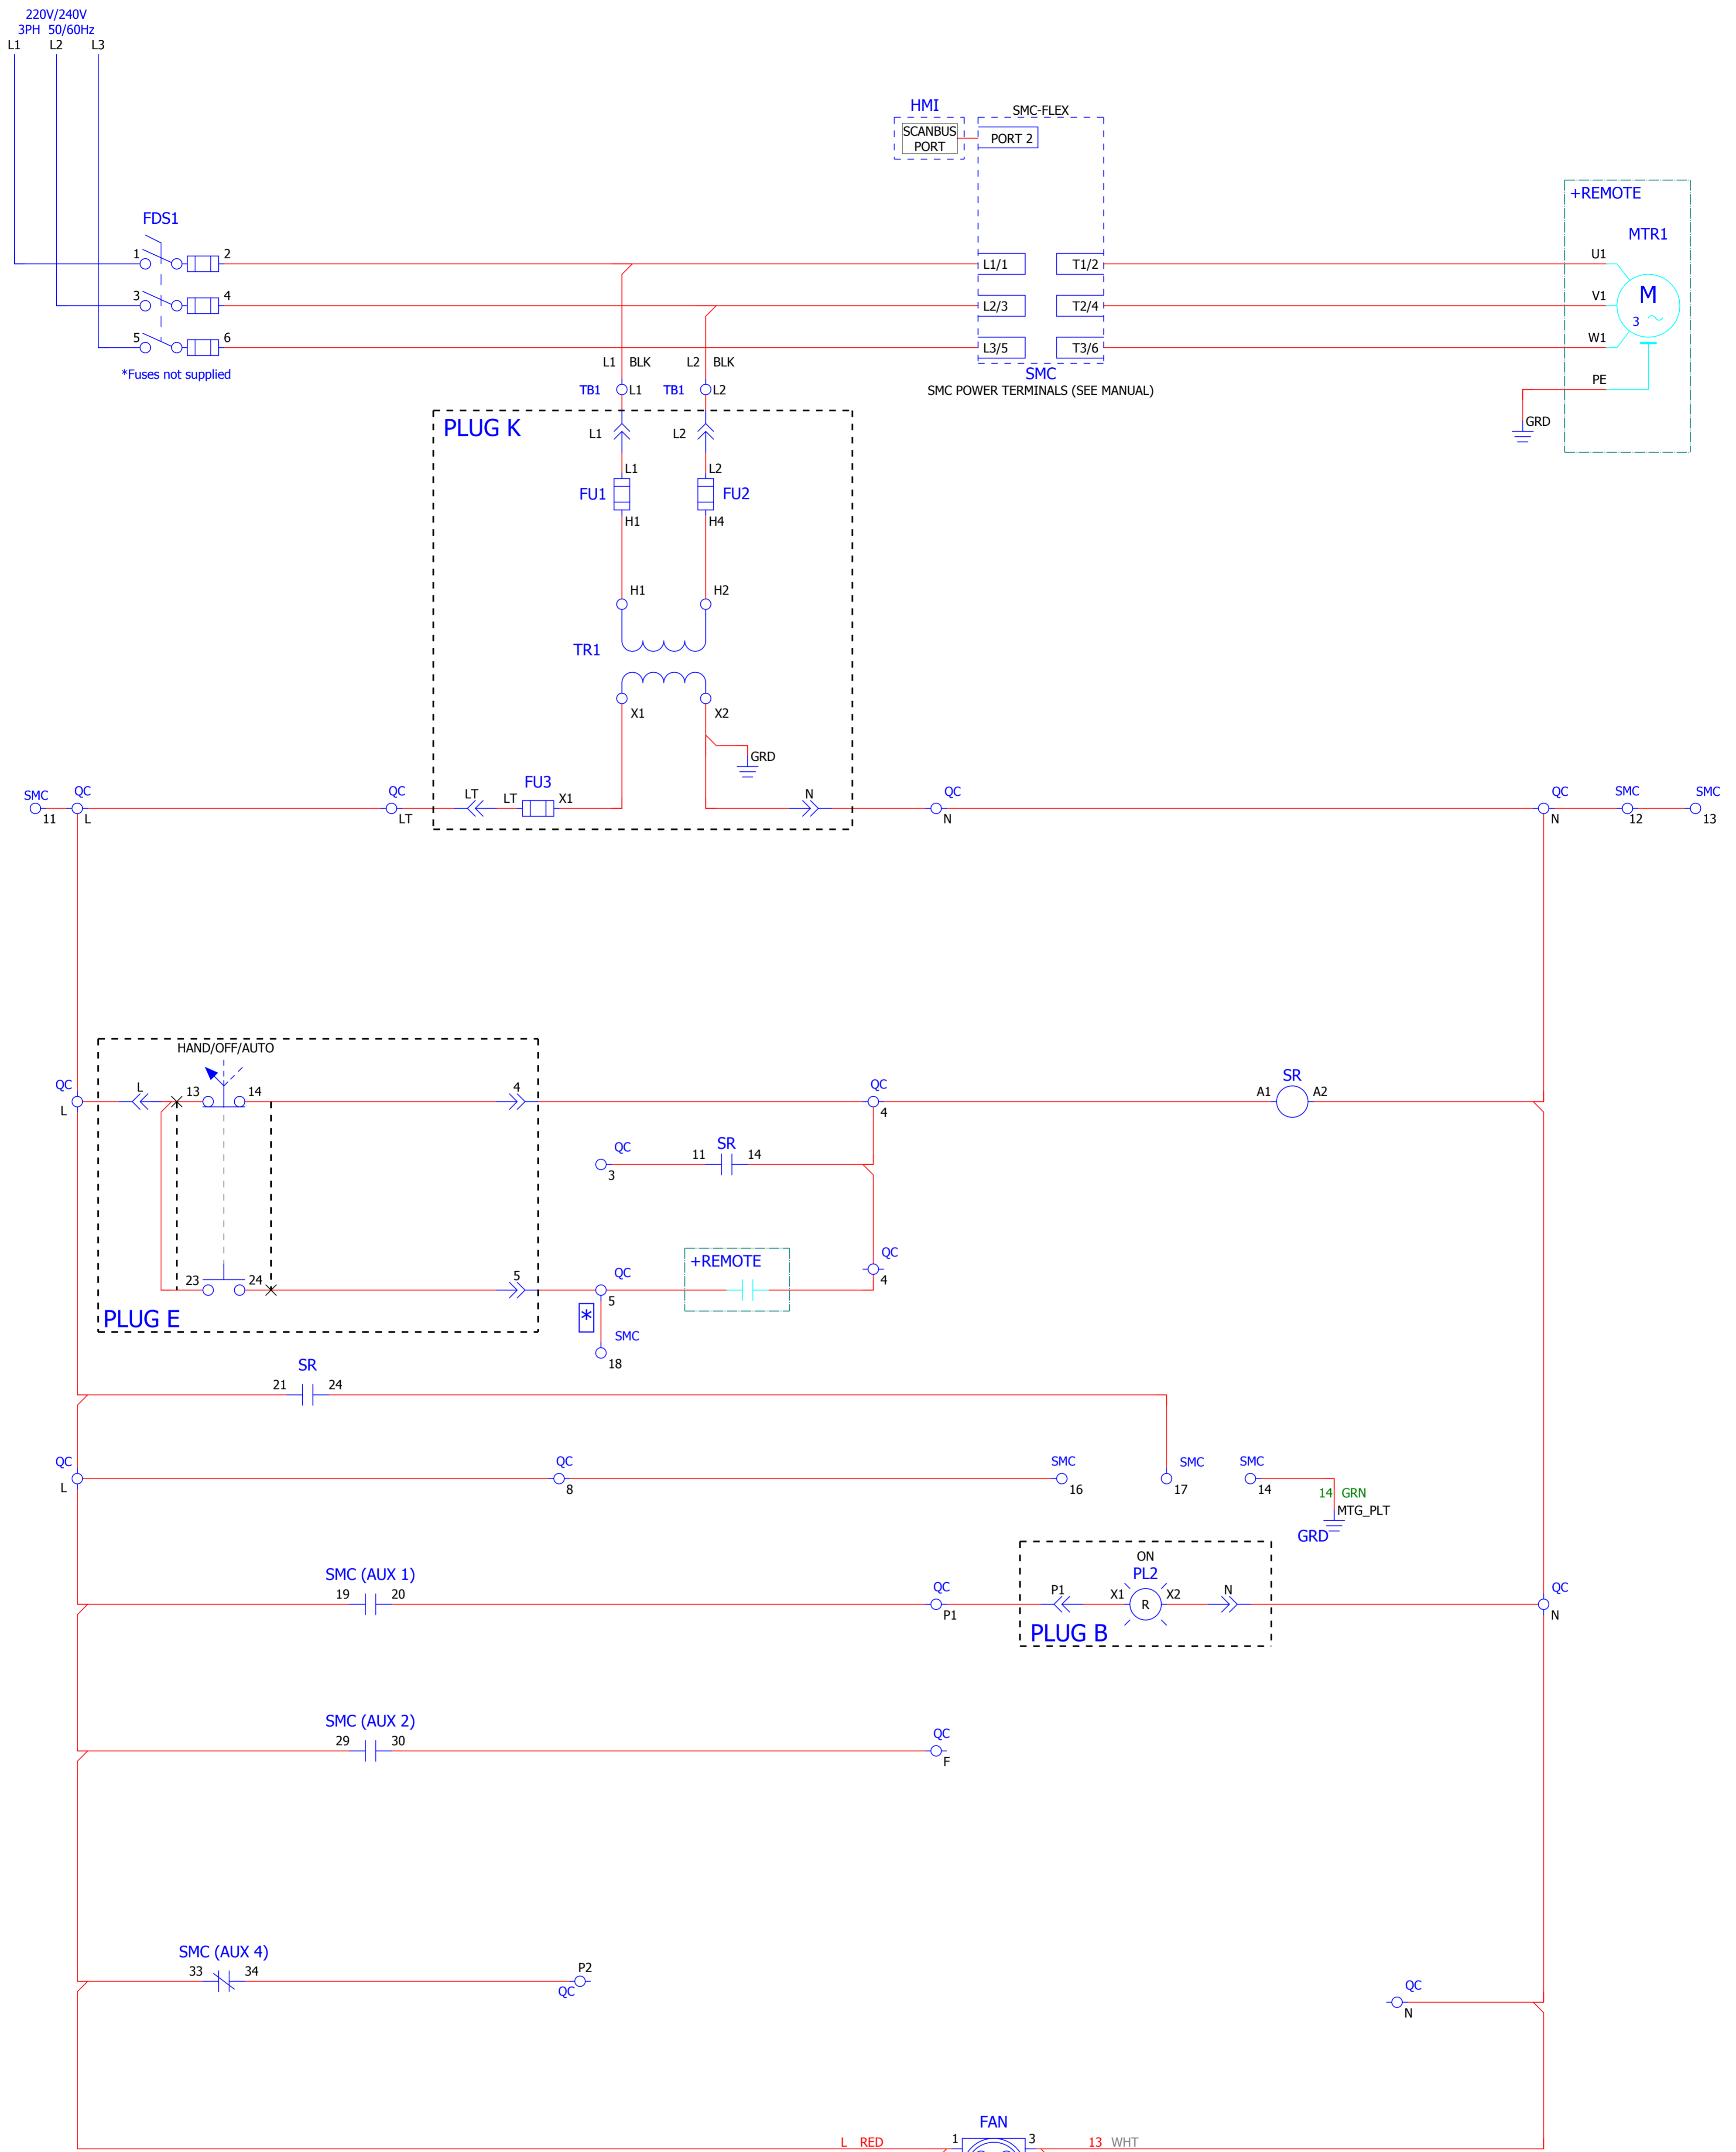 220V/240V
3PH 50/60Hz
L1 L2 L3
HMI
SMC-FLEX
SCANBUS
PORT
PORT 2
+REMOTE
MTR1
FDS1
1 2
L1/1 T1/2
U1
3 4
L2/3 T2/4
V1
M
3
5 6
L3/5 T3/6
W1
*Fuses not supplied
L1 BLK L2 BLK
SMC
SMC POWER TERMINALS (SEE MANUAL)
PE
TB1 L1 TB1 L2
GRD
PLUG K
L1 L2
L1 L2
FU1 FU2
H1 H4
H1 H2
TR1
X1 X2
GRD
FU3
SMC QC QC LT LT X1 N QC QC SMC SMC
11 L LT N N 12 13
HAND/OFF/AUTO
QC L 13 14 4 QC SR
A1 A2
L 4
QC SR
11 14
3
+REMOTE
QC
4
23 24 5 QC
5
PLUG E
*
SMC
18
SR
21 24
QC QC SMC SMC SMC
L 8 16 17 14
14 GRN
MTG_PLT
GRD
ON
SMC (AUX 1) PL2
19 20 QC P1 X1 R X2 N QC
P1 N
PLUG B
SMC (AUX 2)
29 30 QC
F
SMC (AUX 4)
33 34 P2
QC
QC
N
FAN
L RED 1 3 13 WHT